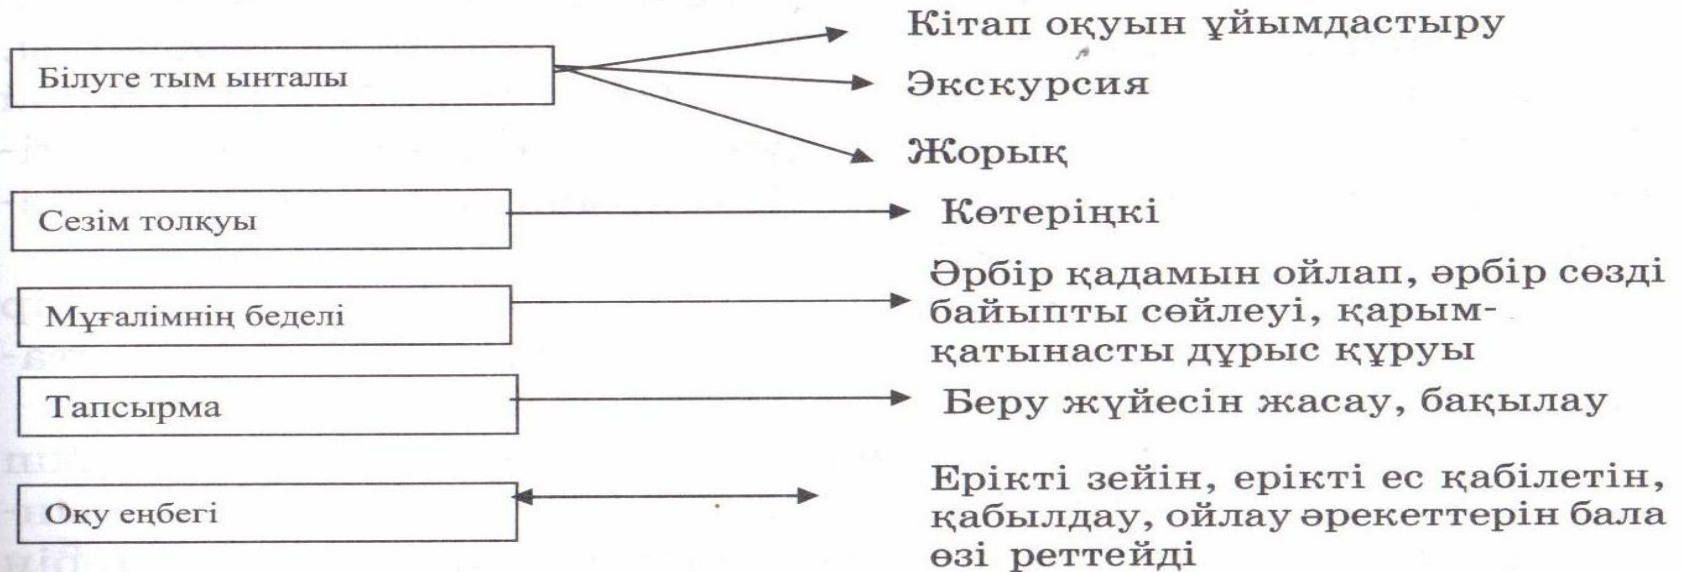 Кітап оқуын ұйымдастыру
Білуге тым ынталы
Экскурсия
Жорық
Сезім толқуы
Көтеріңкі
Мұғалімнің беделі
Әрбір қадамын ойлап, әрбір сөзді
байыпты сөйлеуі, қарым-
қатынасты дұрыс құруы
Тапсырма
Беру жүйесін жасау, бақылау
Оқу еңбегі
Ерікті зейін, ерікті ес қабілетін,
қабылдау, ойлау әрекеттерін бала
өзі реттейді